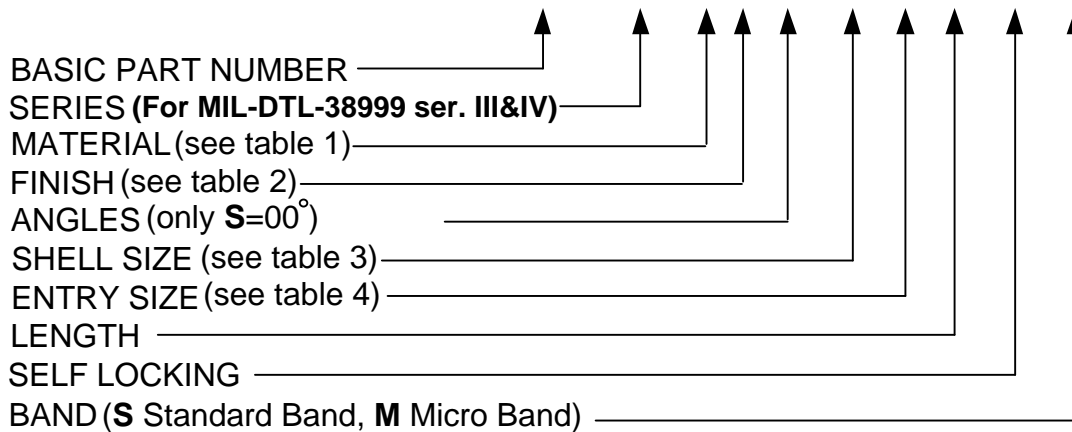 BASIC PART NUMBER
SERIES (For MIL-DTL-38999 ser. III&IV)
MATERIAL (see table 1)
FINISH (see table 2)
ANGLES (only S=00°)
SHELL SIZE (see table 3)
ENTRY SIZE (see table 4)
LENGTH
SELF LOCKING
BAND (S Standard Band, M Micro Band)